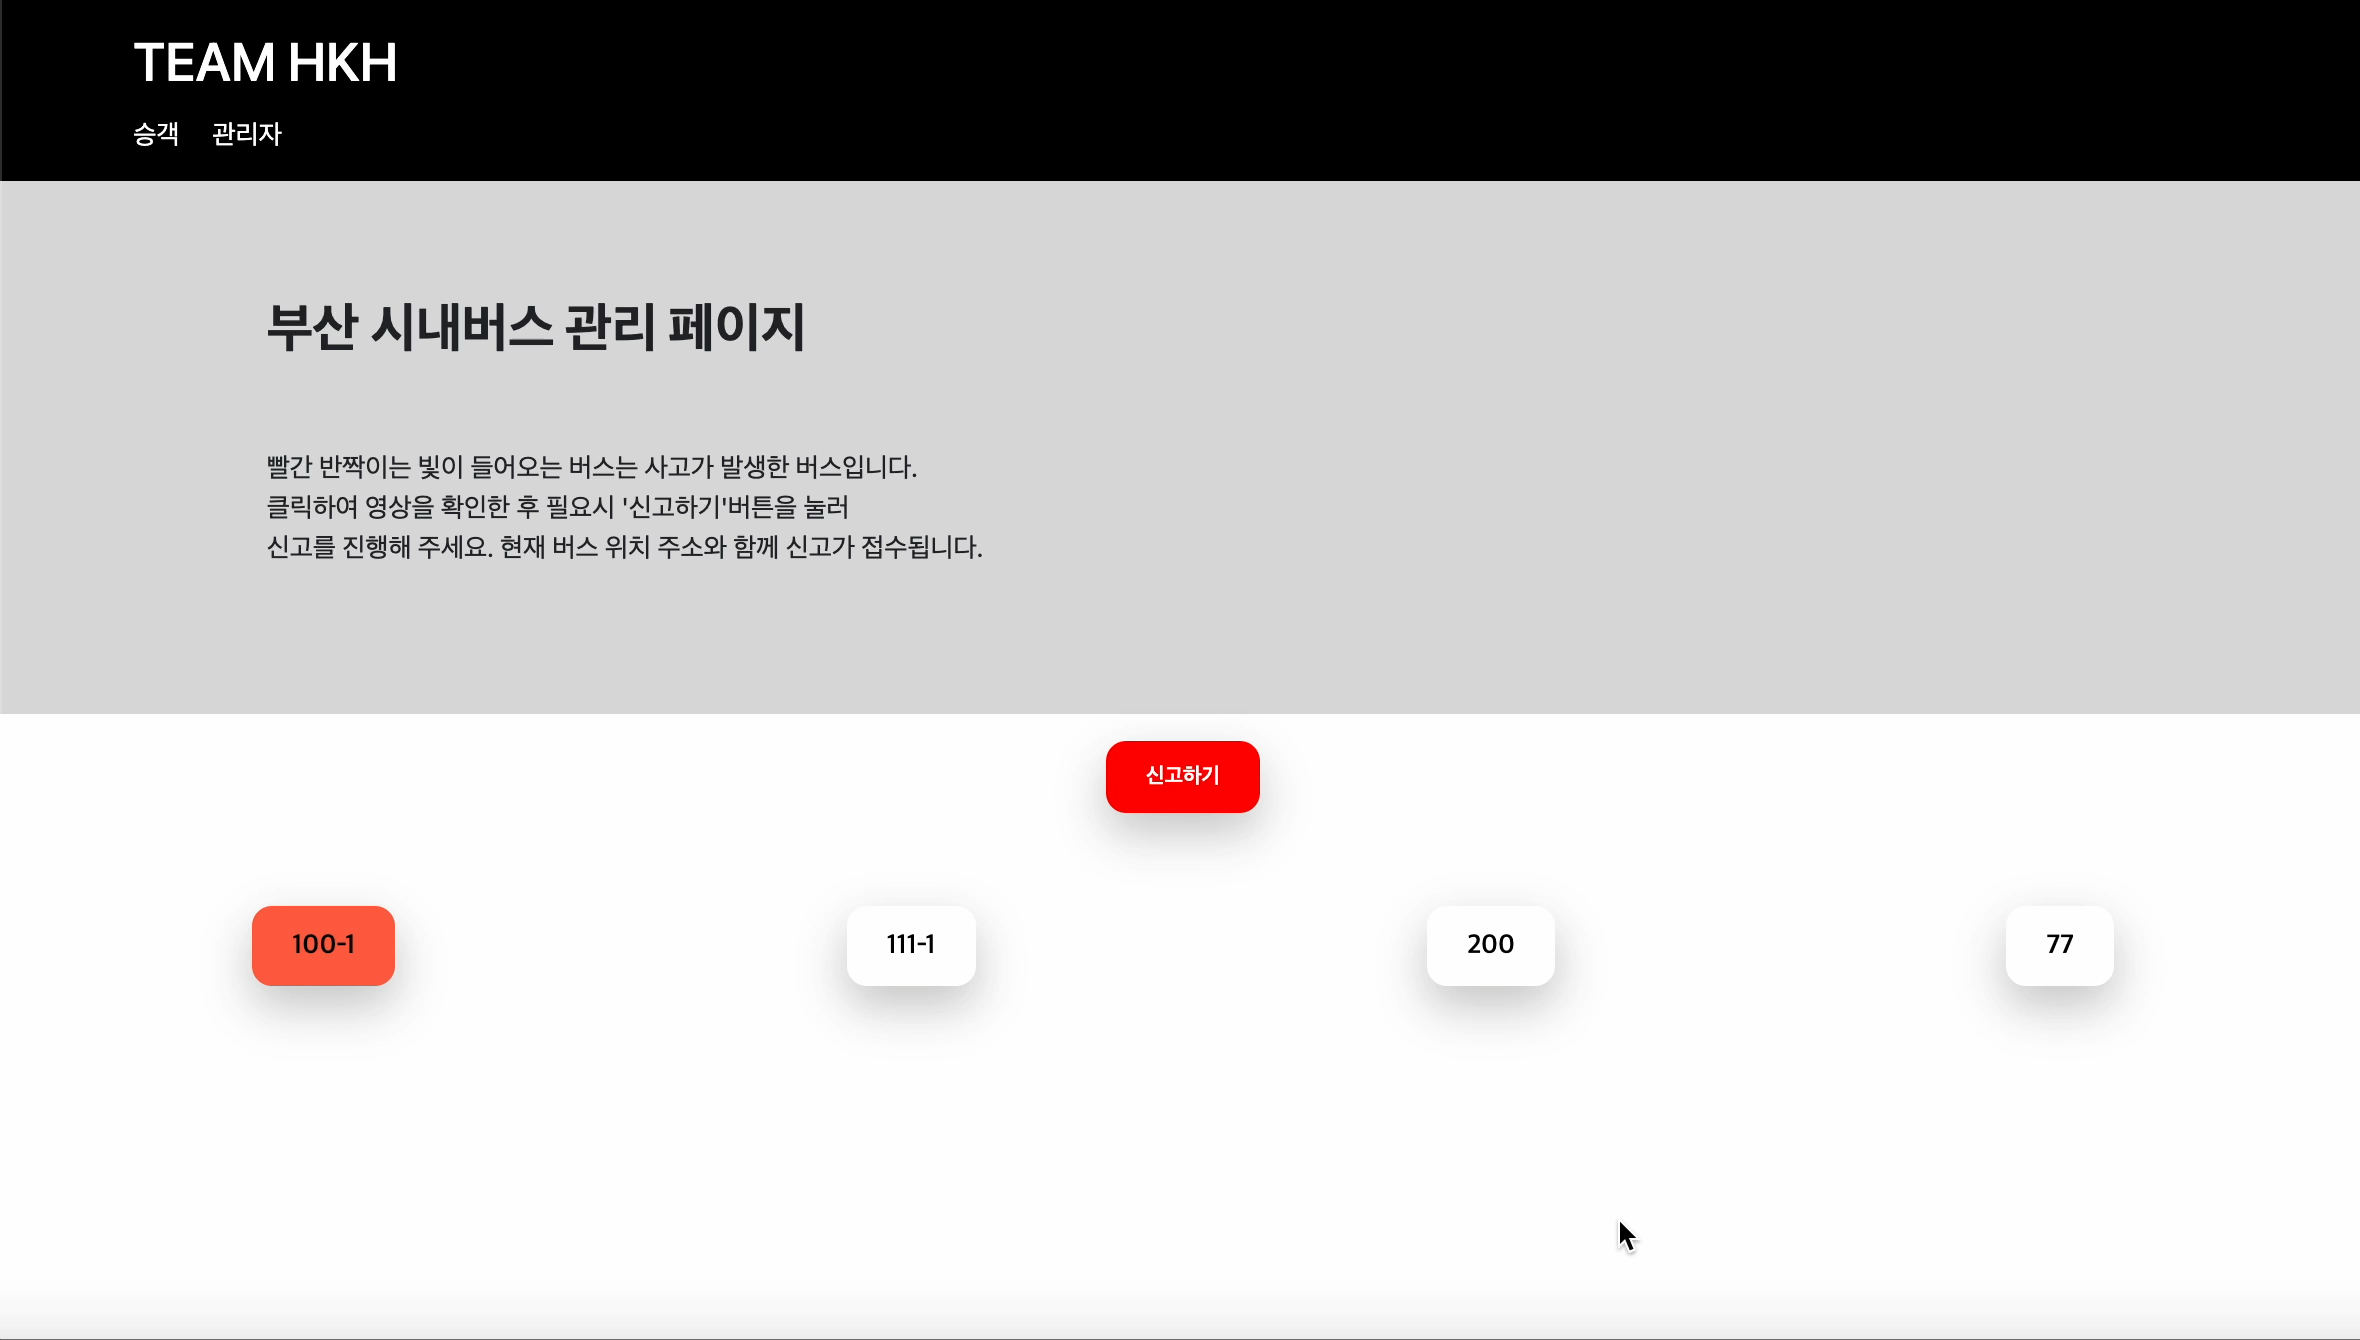 TEAM HKH
승객 관리자
부산 시내버스 관리 페이지
빨간 반짝이는 빛이 들어오는 버스는 사고가 발생한 버스입니다.
클릭하여 영상을 확인한 후 필요시 '신고하기'버튼을 눌러
신고를 진행해 주세요. 현재 버스 위치 주소와 함께 신고가 접수됩니다.
신고하기
100-1 111-1 200 77